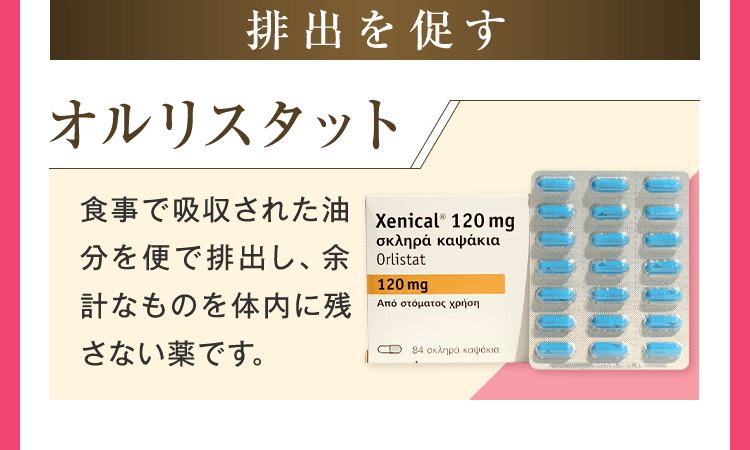 排出を促す
オルリスタット
食事で吸収された油
分を便で排出し、余
計なものを体内に残
さない薬です。
Xenical® 120 mg
σκληρά καψάκια
Orlistat
120 mg
Από στόματος χρήση
84 σκληρά καψάκια